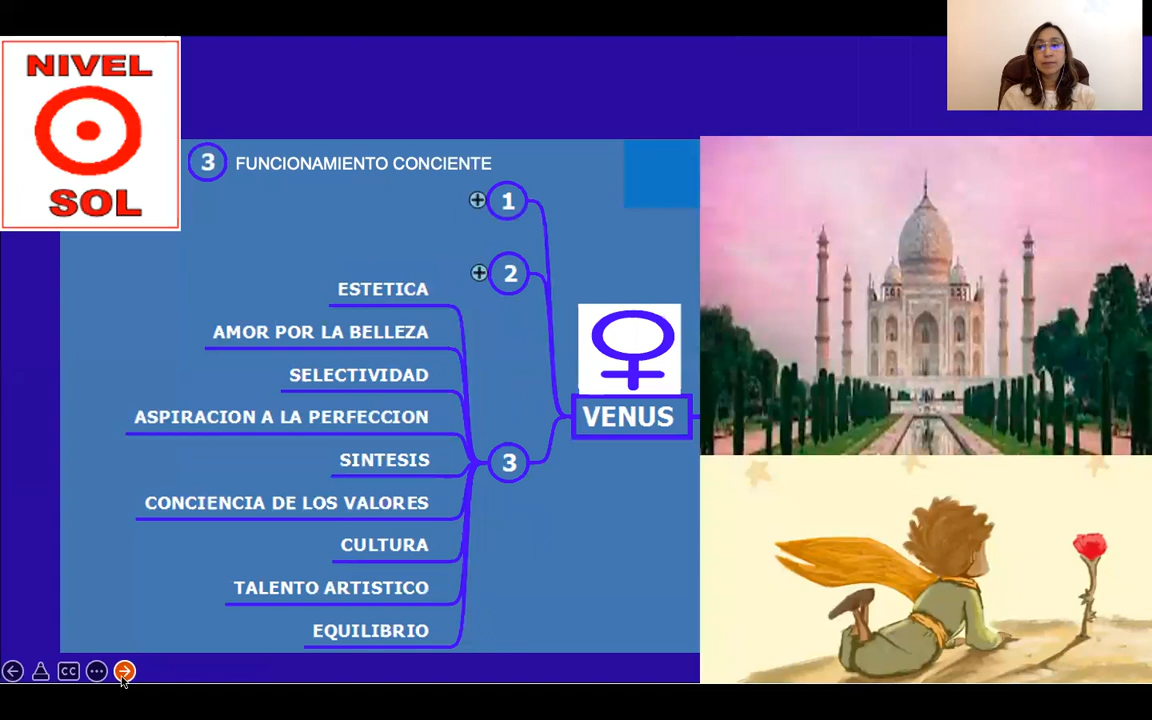 NIVEL
SOL
3 FUNCIONAMIENTO CONCIENTE
1
2
ESTETICA
AMOR POR LA BELLEZA
SELECTIVIDAD
ASPIRACION A LA PERFECCION
SINTESIS
CONCIENCIA DE LOS VALORES
CULTURA
TALENTO ARTISTICO
EQUILIBRIO
3
VENUS
CC